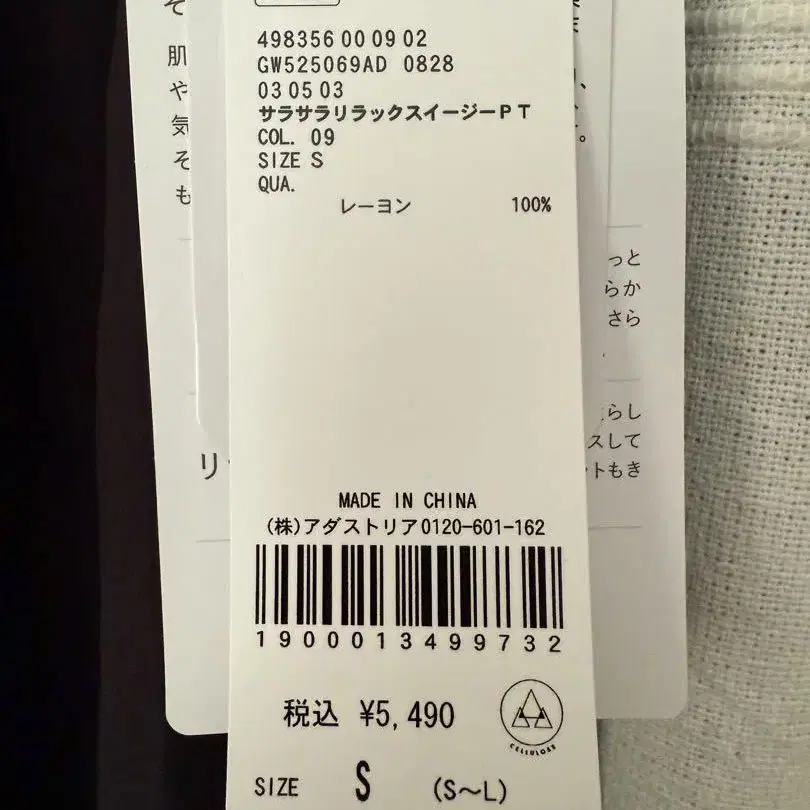 498356 00 09 02
GW525069AD 0828
03 05 03
サラサラリラックスイージーＰＴ
COL. 09
SIZE S
QUA.
レーヨン 100%
MADE IN CHINA
(株)アダストリア0120-601-162
1900013499732
税込 ¥5,490
CELLULOSE
SIZE S (S～L)
肌
や
気
そ
も
リ
っと
らか
さら
らし
スして
ットもき